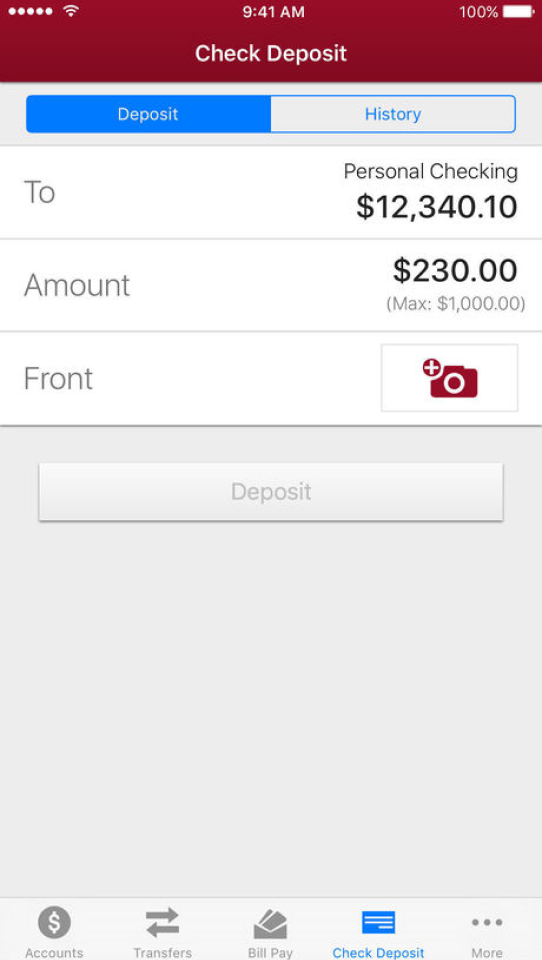 9:41 AM
100%
Check Deposit
Deposit
History
To
Personal Checking
$12,340.10
Amount
$230.00
(Max: $1,000.00)
Front
Deposit
Accounts
Transfers
Bill Pay
Check Deposit
More